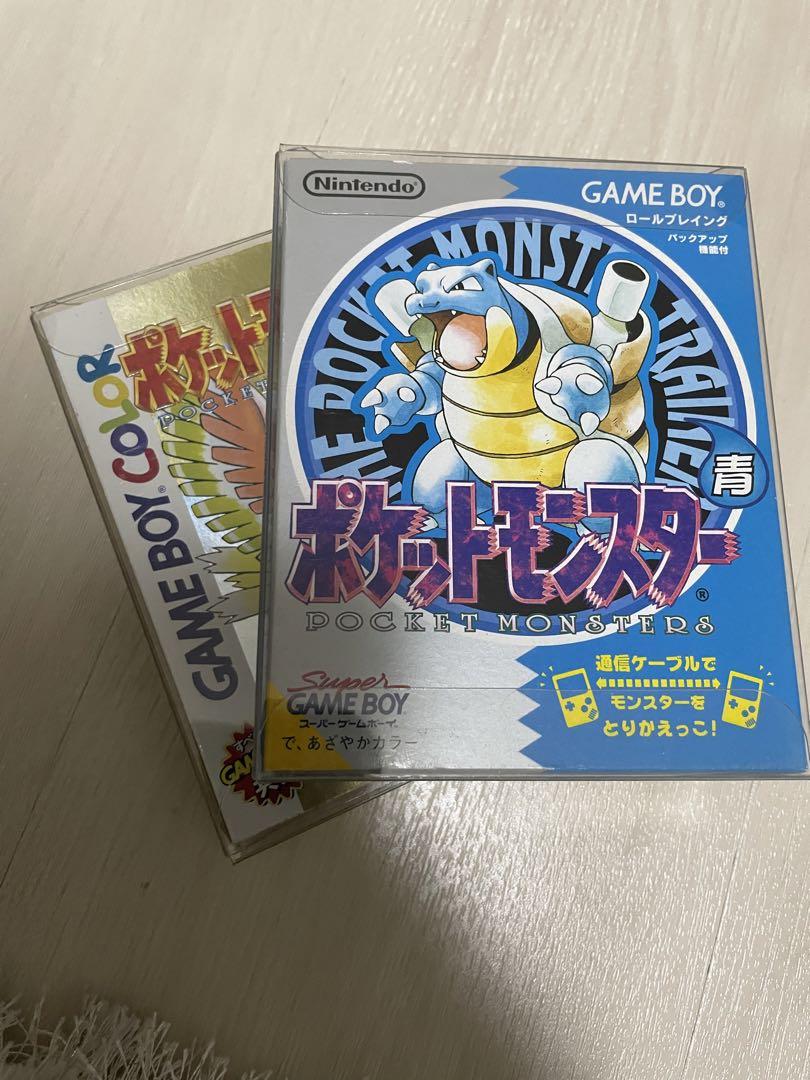 Nintendo®
GAME BOY®
ロールプレイング
バックアップ
機能付
THE POCKET MONSTER TRAINER
青
ポケットモンスター
®
POCKET MONSTERS
Super
GAME BOY
スーパーゲームボーイ
で、あざやかカラー
通信ケーブルで
モンスターを
とりかえっこ!
GAME BOY® COLOR
ポケットモ
POCKET